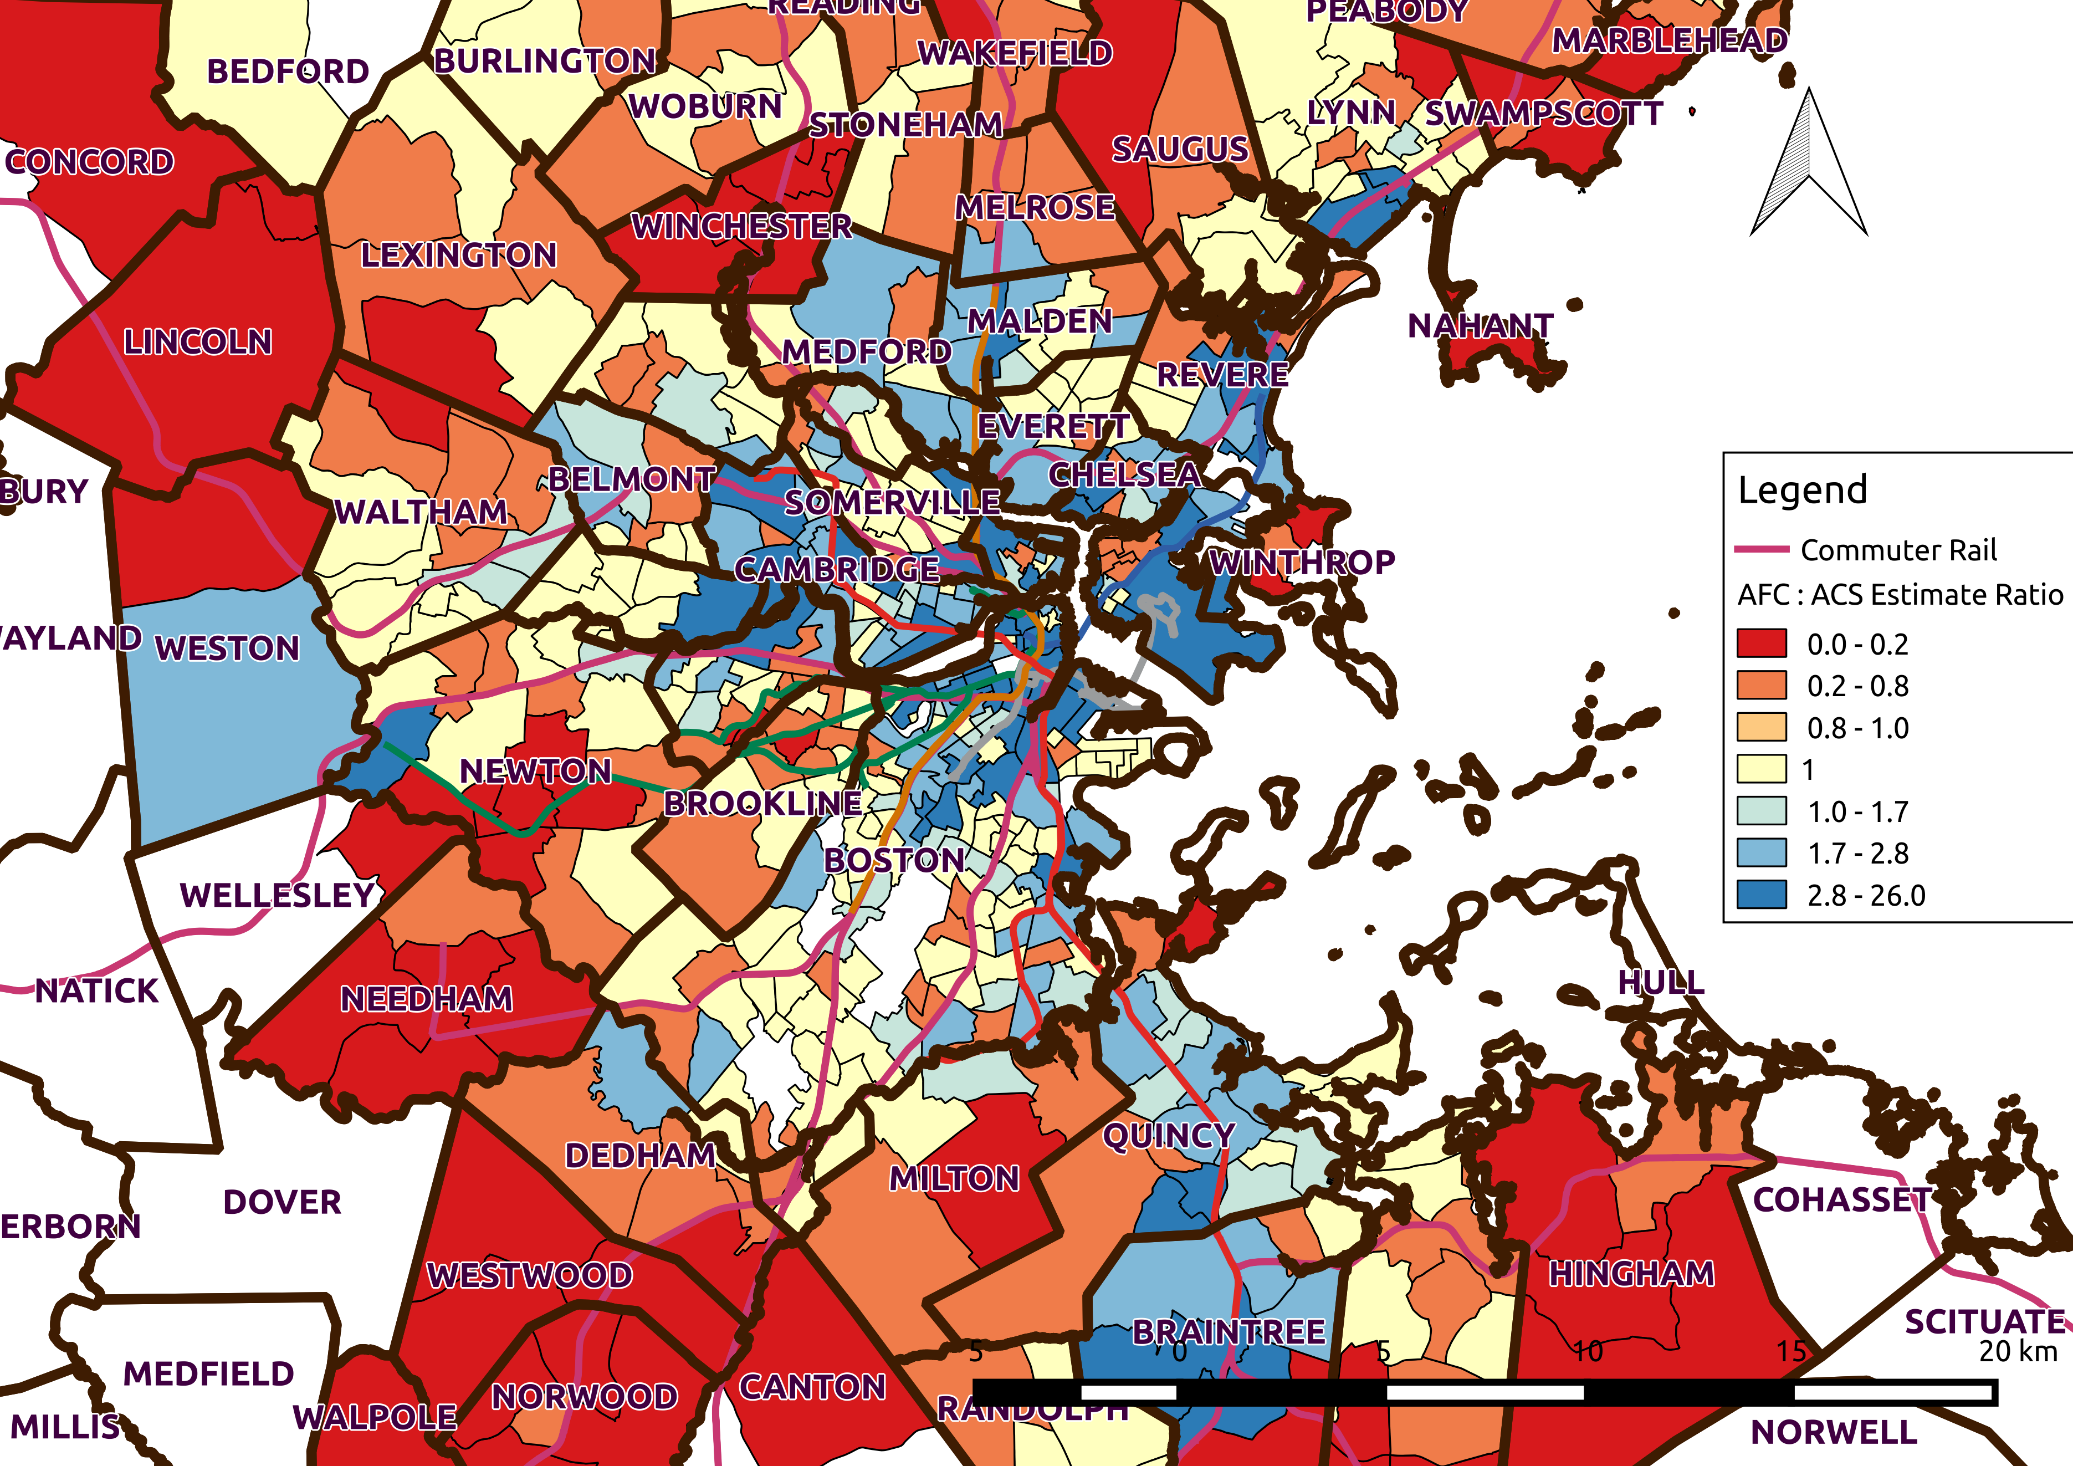 READING
PEABODY
MARBLEHEAD
WAKEFIELD
BURLINGTON
BEDFORD
WOBURN
LYNN
SWAMPSCOTT
STONEHAM
SAUGUS
CONCORD
MELROSE
WINCHESTER
LEXINGTON
MALDEN
NAHANT
LINCOLN
MEDFORD
REVERE
EVERETT
CHELSEA
BELMONT
BURY
SOMERVILLE
WALTHAM
WINTHROP
CAMBRIDGE
AYLAND
WESTON
NEWTON
BROOKLINE
BOSTON
WELLESLEY
HULL
NATICK
NEEDHAM
QUINCY
DEDHAM
MILTON
DOVER
COHASSET
ERBORN
WESTWOOD
HINGHAM
SCITUATE
BRAINTREE
MEDFIELD
CANTON
NORWOOD
RANDOLPH
WALPOLE
MILLIS
NORWELL
Legend
Commuter Rail
AFC : ACS Estimate Ratio
0.0 - 0.2
0.2 - 0.8
0.8 - 1.0
1
1.0 - 1.7
1.7 - 2.8
2.8 - 26.0
5 0 5 10 15 20 km